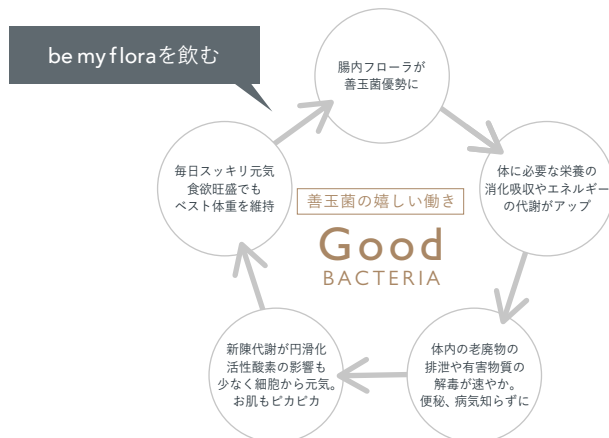 be my floraを飲む
腸内フローラが
善玉菌優勢に
体に必要な栄養の
消化吸収やエネルギー
の代謝がアップ
体内の老廃物の
排泄や有害物質の
解毒が速やか。
便秘、病気知らずに
新陳代謝が円滑化
活性酸素の影響も
少なく細胞から元気。
お肌もピカピカ
毎日スッキリ元気
食欲旺盛でも
ベスト体重を維持
善玉菌の嬉しい働き
Good
BACTERIA